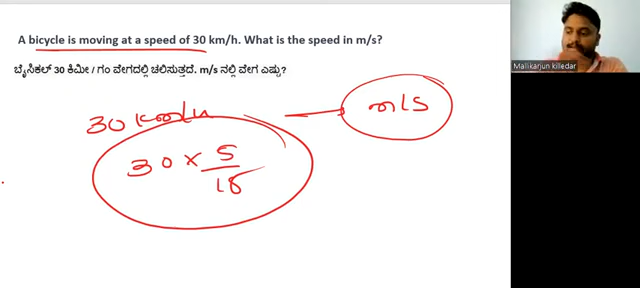 A bicycle is moving at a speed of 30 km/h. What is the speed in m/s?
Mallikarjun killedar
ಬೈಸಿಕಲ್ 30 ಕಿಮೀ / ಗಂ ವೇಗದಲ್ಲಿ ಚಲಿಸುತ್ತದೆ. m/s ನಲ್ಲಿ ವೇಗ ಎಷ್ಟು?
30 km/h m/s
30 × 5/18